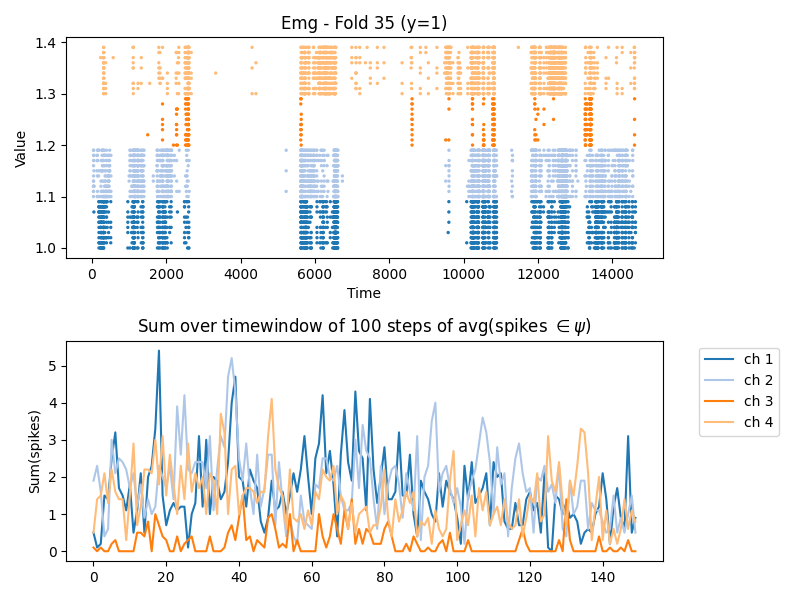 Emg - Fold 35 (y=1)
1.4
1.3
1.2
1.1
1.0
Value
0 2000 4000 6000 8000 10000 12000 14000
Time
Sum over timewindow of 100 steps of avg(spikes ∈ ψ)
5
4
3
2
1
0
Sum(spikes)
0 20 40 60 80 100 120 140
ch 1
ch 2
ch 3
ch 4